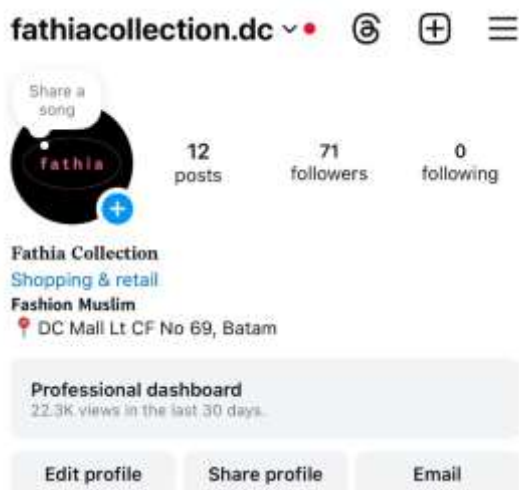 fathiacollection.dc
Share a
song
fathia
12
posts
71
followers
0
following
Fathia Collection
Shopping & retail
Fashion Muslim
📍 DC Mall Lt CF No 69, Batam
Professional dashboard
22.3K views in the last 30 days.
Edit profile
Share profile
Email